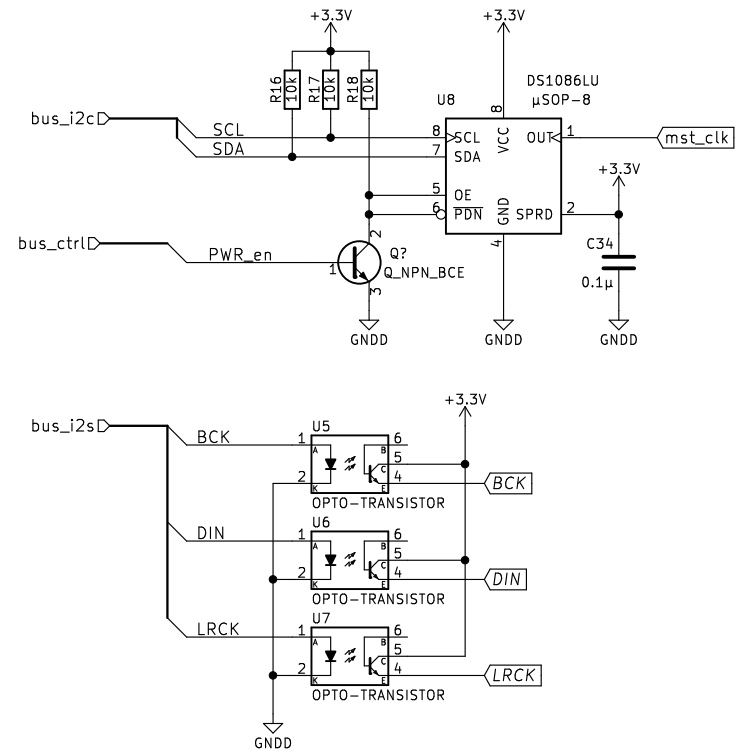 +3.3V
+3.3V
R16
10k
R17
10k
R18
10k
U8
DS1086LU
µSOP-8
bus_i2c
SCL
SDA
8
7
5
6
SCL
SDA
OE
PDN
8
VCC
GND
4
OUT
1
SPRD
2
mst_clk
+3.3V
C34
0.1µ
bus_ctrl
PWR_en
1
2
3
Q?
Q_NPN_BCE
GNDD
GNDD
GNDD
+3.3V
bus_i2s
BCK
1
2
U5
A
K
B
C
E
6
5
4
BCK
OPTO-TRANSISTOR
DIN
1
2
U6
A
K
B
C
E
6
5
4
DIN
OPTO-TRANSISTOR
LRCK
1
2
U7
A
K
B
C
E
6
5
4
LRCK
OPTO-TRANSISTOR
GNDD